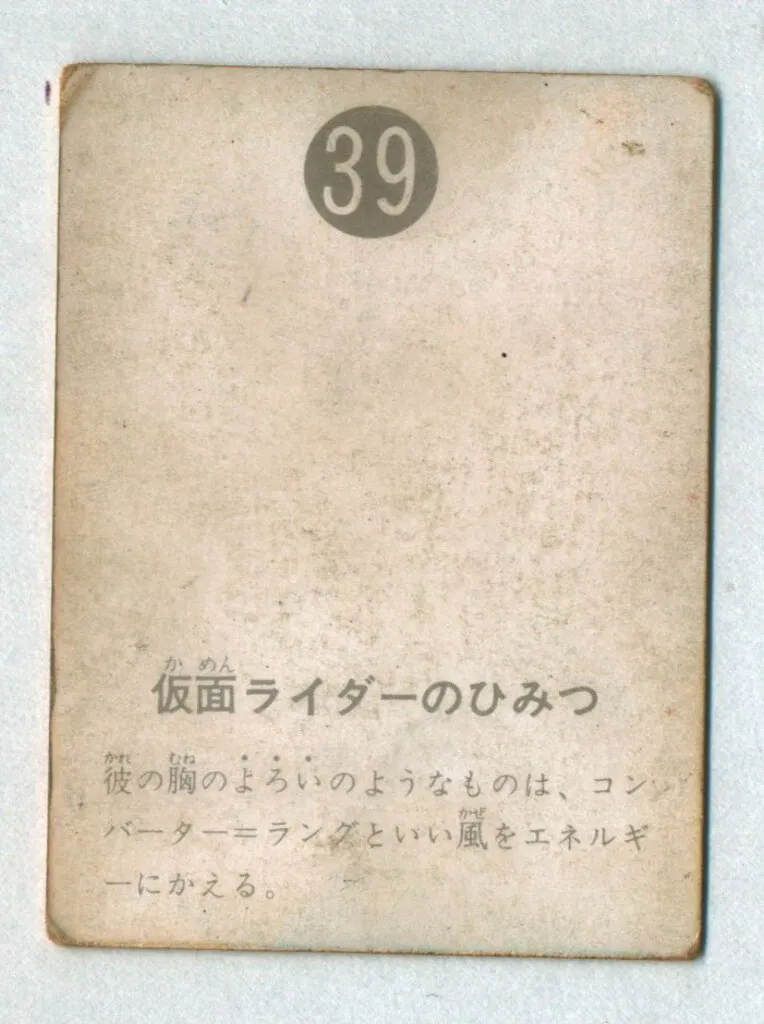 39
仮面ライダーのひみつ
彼の胸のよろいのようなものは、コン
バーター=ラングといい風をエネルギ
ーにかえる。